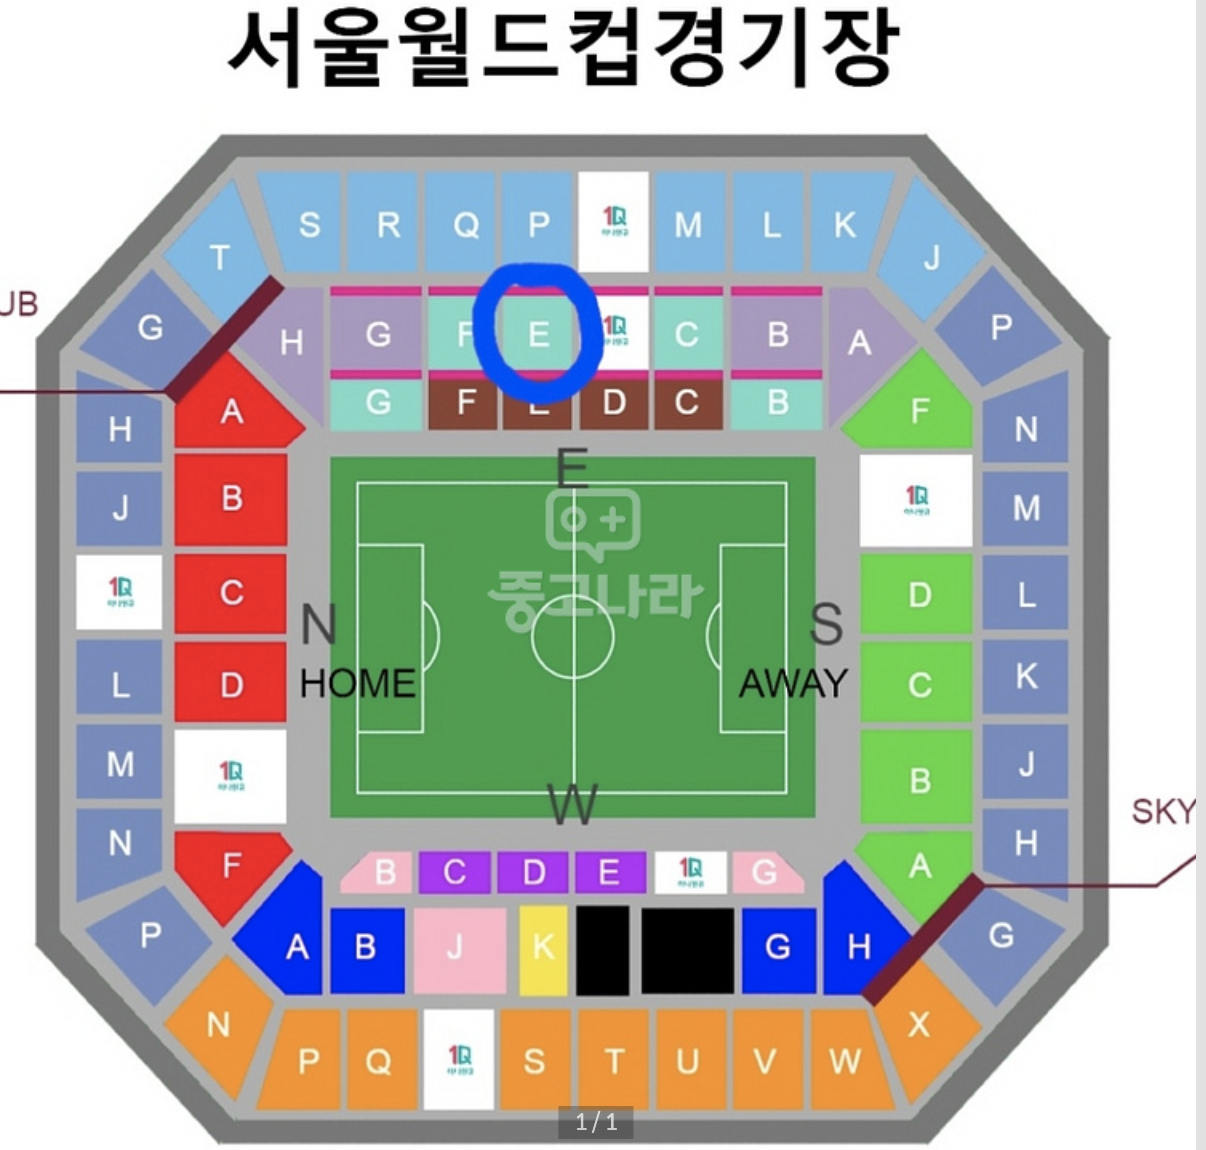 서울월드컵경기장
S R Q P 1Q M L K
T J
UB
G P
H G F E 1Q C B A
G F E D C B
A F
H N
E
B 1Q
J M
중고나라
1Q C D L
N S
HOME AWAY
L D C K
M 1Q B J
W
SKY
N F A H
B C D E 1Q G
P A B J K G H G
N X
P Q 1Q S T U V W
1/1